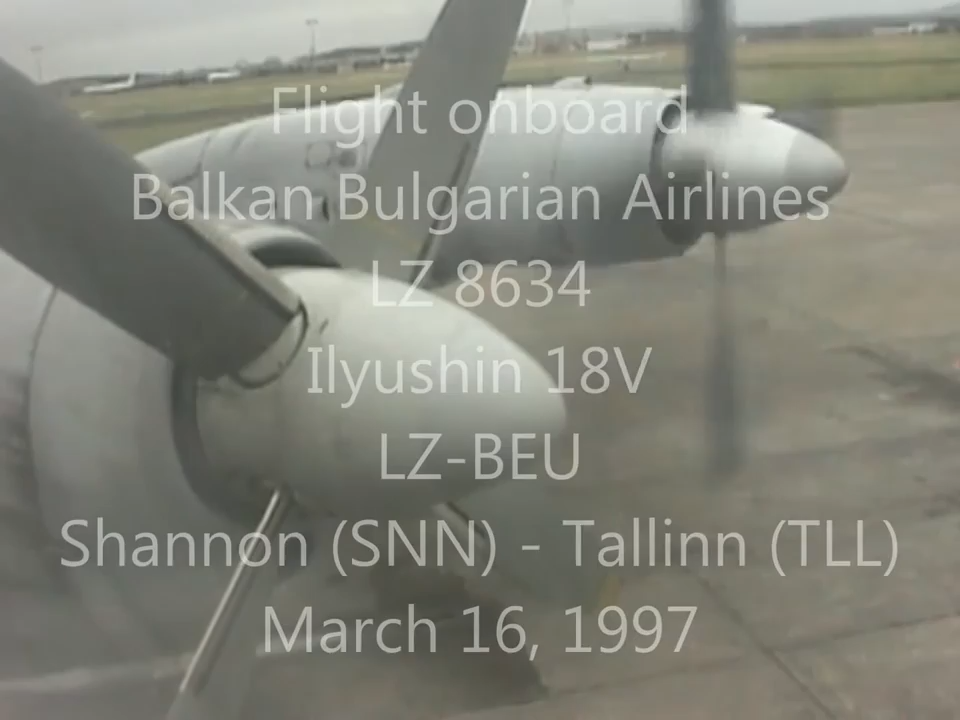 Flight onboard
Balkan Bulgarian Airlines
LZ 8634
Ilyushin 18V
LZ-BEU
Shannon (SNN) - Tallinn (TLL)
March 16, 1997